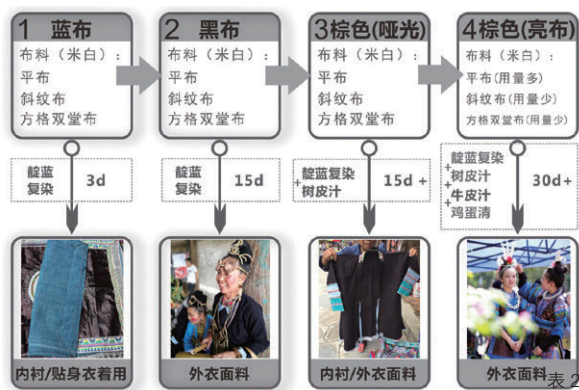 1 蓝布
布料（米白）：
平布
斜纹布
方格双堂布
2 黑布
布料（米白）：
平布
斜纹布
方格双堂布
3棕色(哑光)
布料（米白）：
平布
斜纹布
方格双堂布
4棕色(亮布)
布料（米白）：
平布(用量多)
斜纹布(用量少)
方格双堂布(用量少)
靛蓝
复染
3d
靛蓝
复染
15d
靛蓝复染
+树皮汁
15d +
靛蓝复染
+树皮汁
+牛皮汁
+鸡蛋清
30d+
内衬/贴身衣着用
外衣面料
内衬/外衣面料
外衣面料
表 2